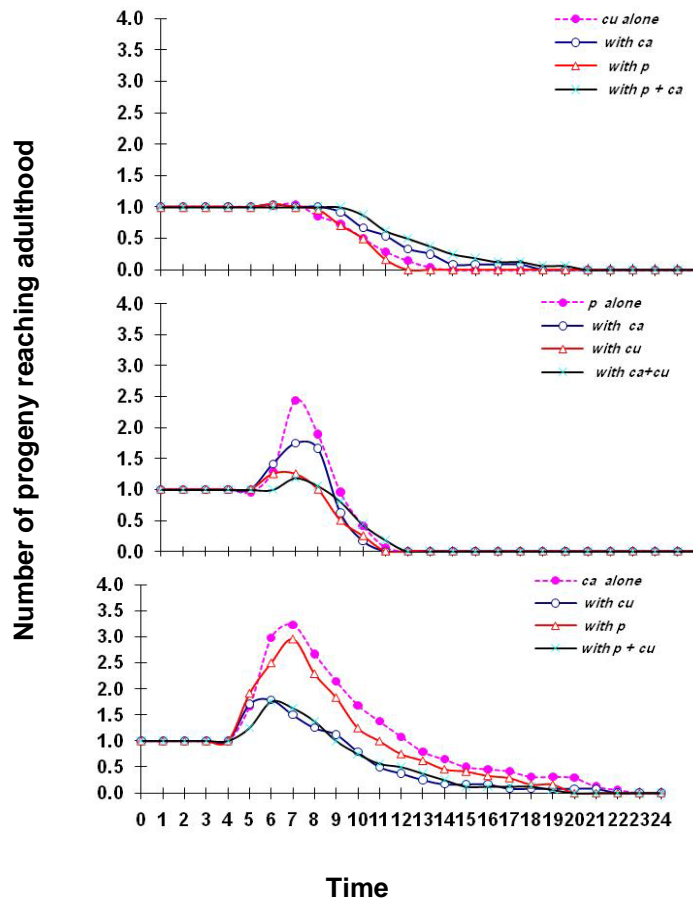 Number of progeny reaching adulthood
4.0
3.5
3.0
2.5
2.0
1.5
1.0
0.5
0.0
cu alone
with ca
with p
with p + ca
4.0
3.5
3.0
2.5
2.0
1.5
1.0
0.5
0.0
p alone
with ca
with cu
with ca+cu
4.0
3.5
3.0
2.5
2.0
1.5
1.0
0.5
0.0
ca alone
with cu
with p
with p + cu
0 1 2 3 4 5 6 7 8 9 10 11 12 13 14 15 16 17 18 19 20 21 22 23 24
Time